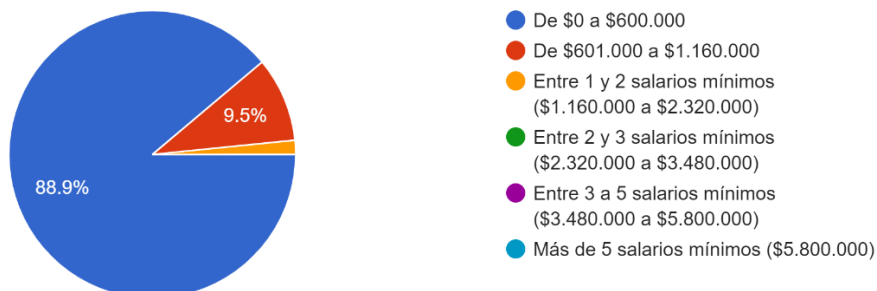 88.9%
9.5%
De $0 a $600.000
De $601.000 a $1.160.000
Entre 1 y 2 salarios mínimos
($1.160.000 a $2.320.000)
Entre 2 y 3 salarios mínimos
($2.320.000 a $3.480.000)
Entre 3 a 5 salarios mínimos
($3.480.000 a $5.800.000)
Más de 5 salarios mínimos ($5.800.000)